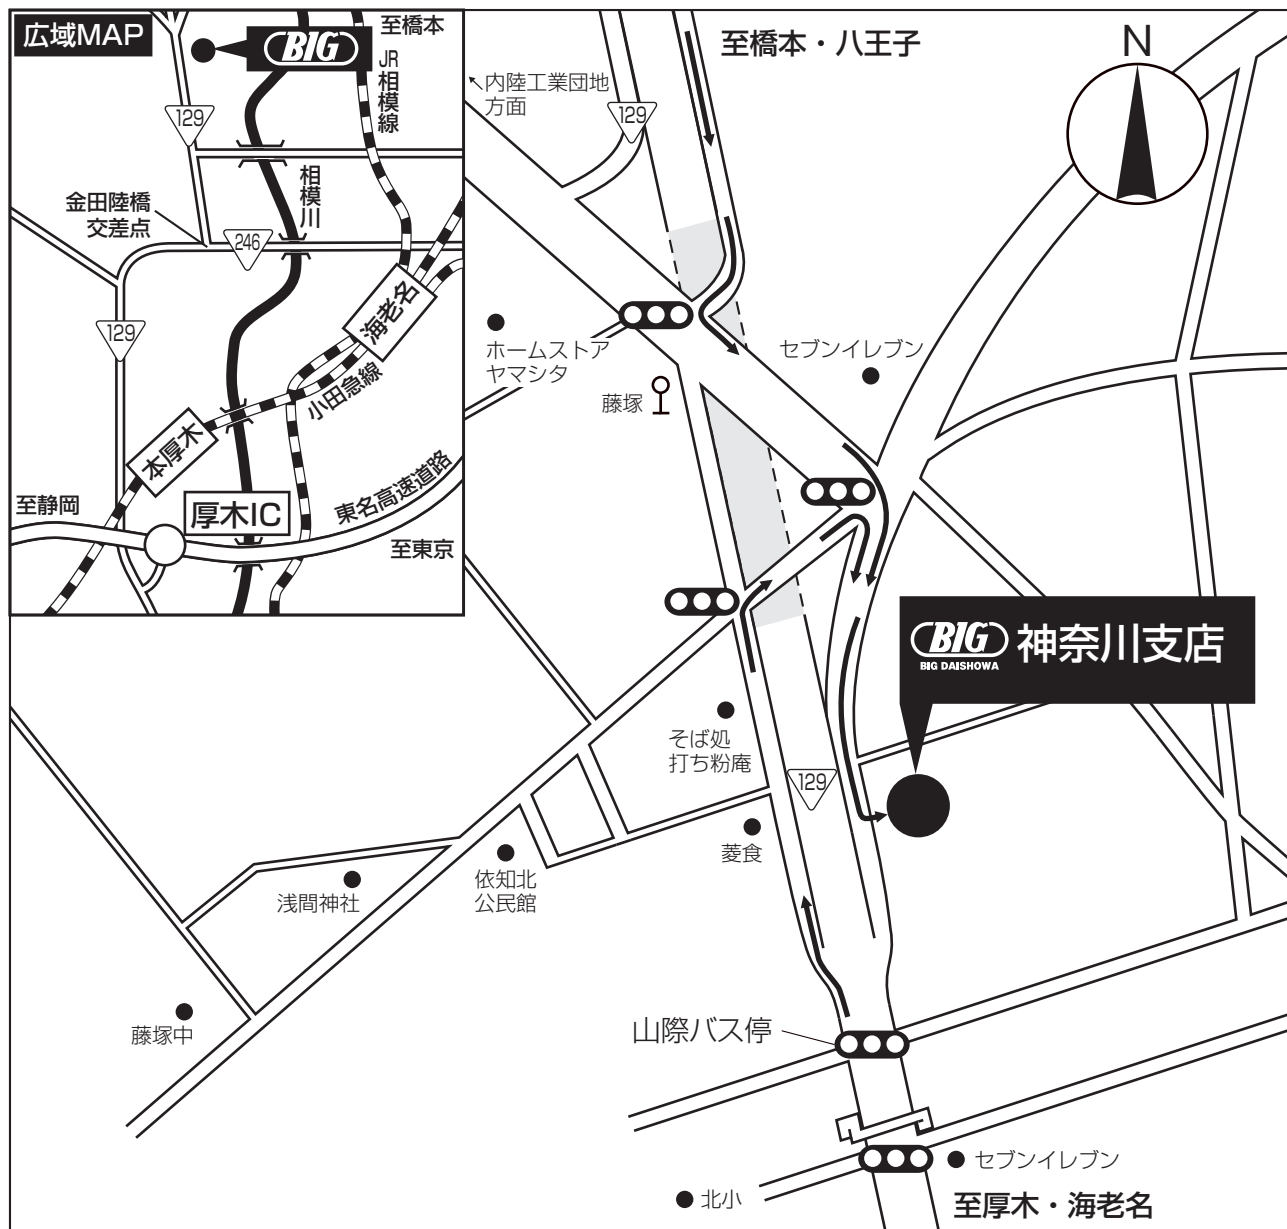 広域MAP
BIG
至橋本
JR相模線
129
相模川
金田陸橋
交差点
246
129
海老名
小田急線
本厚木
至静岡
厚木IC
東名高速道路
至東京
至橋本・八王子
N
内陸工業団地
方面
129
ホームストア
ヤマシタ
藤塚
セブンイレブン
BIG
BIG DAISHOWA
神奈川支店
そば処
打ち粉庵
129
菱食
依知北
公民館
浅間神社
藤塚中
山際バス停
セブンイレブン
北小
至厚木・海老名